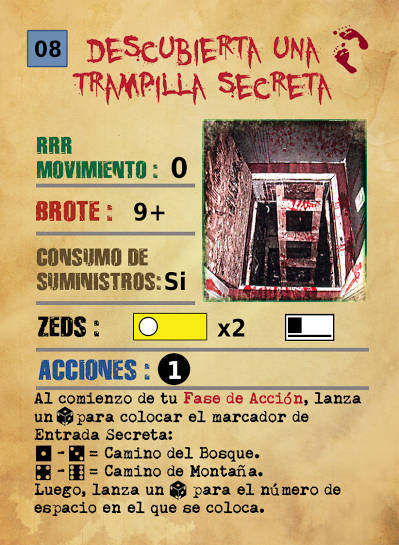 08
DESCUBIERTA UNA
TRAMPILLA SECRETA
RRR
MOVIMIENTO : 0
BROTE : 9+
CONSUMO DE
SUMINISTROS: Si
ZEDS : x2
ACCIONES : 1
Al comienzo de tu Fase de Acción, lanza
un para colocar el marcador de
Entrada Secreta:
- = Camino del Bosque.
- = Camino de Montaña.
Luego, lanza un para el número de
espacio en el que se coloca.